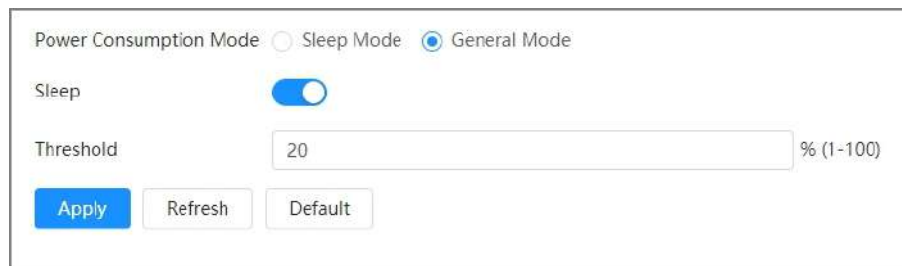 Power Consumption Mode Sleep Mode General Mode
Sleep
Threshold 20 % (1-100)
Apply Refresh Default